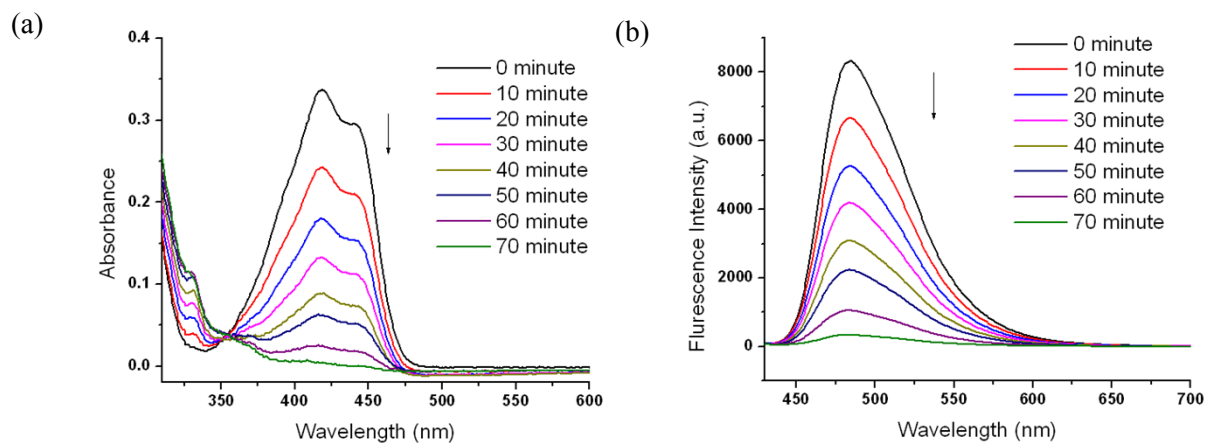 (a)
0.4
0.3
0.2
0.1
0.0
Absorbance
0 minute
10 minute
20 minute
30 minute
40 minute
50 minute
60 minute
70 minute
350 400 450 500 550 600
Wavelength (nm)
(b)
8000
6000
4000
2000
0
Flurescence Intensity (a.u.)
0 minute
10 minute
20 minute
30 minute
40 minute
50 minute
60 minute
70 minute
450 500 550 600 650 700
Wavelength (nm)